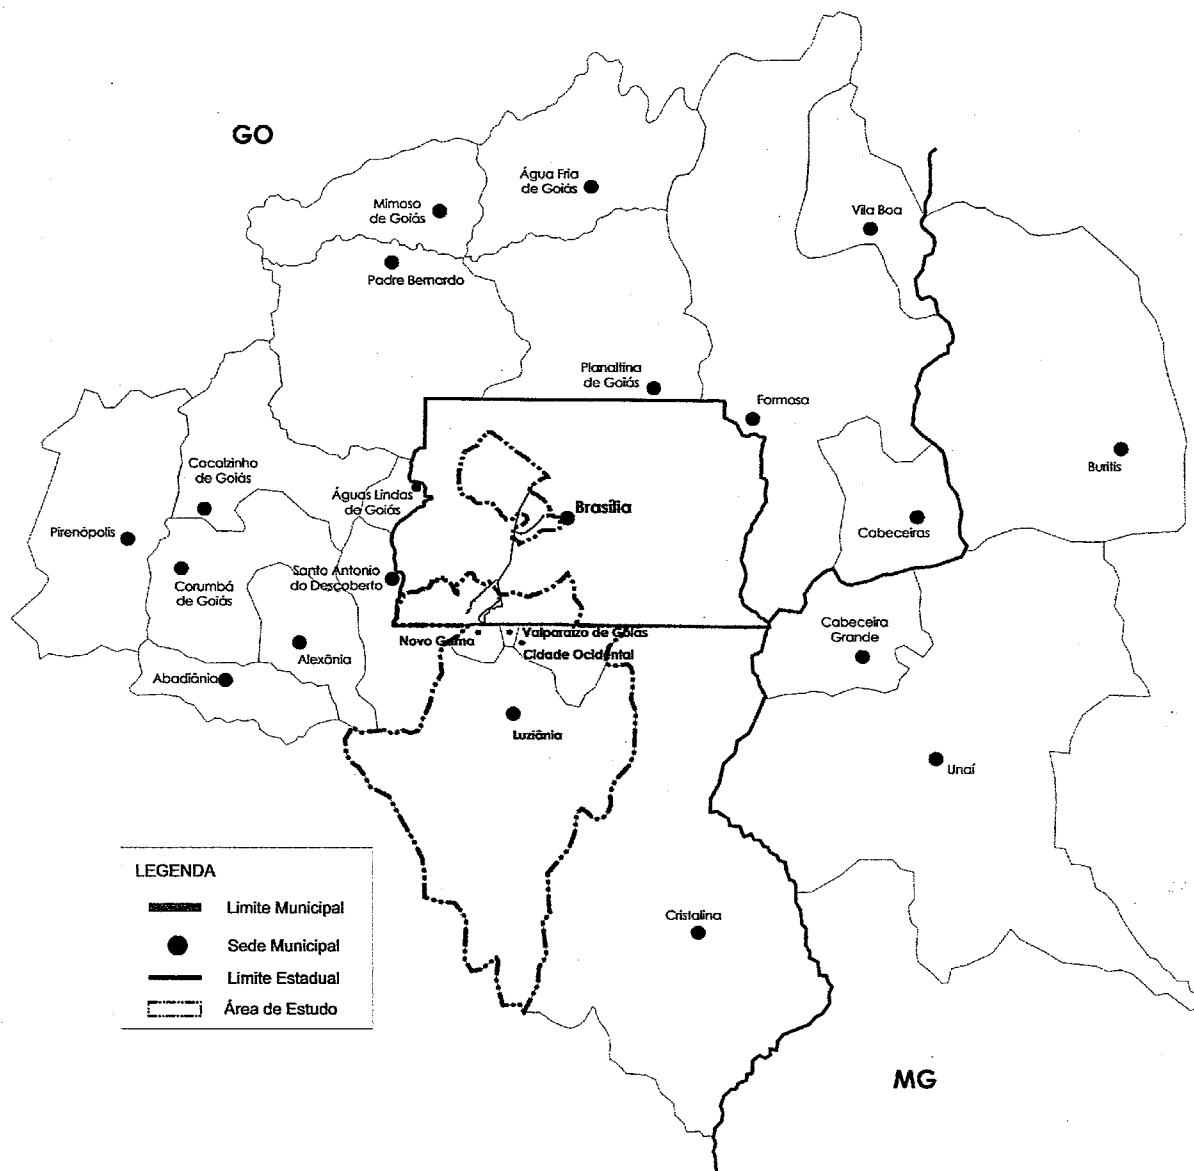 GO
Água Fria
de Goiás
Mimoso
de Goiás
Vila Boa
Padre Bernardo
Planaltina
de Goiás
Formosa
Cocalzinho
de Goiás
Águas Lindas
de Goiás
Brasília
Buritis
Pirenópolis
Cabeceiras
Corumbá
de Goiás
Santo Antonio
do Descoberto
Cabeceira
Grande
Novo Gama
Valparaízo de Goías
Cidade Ocidental
Alexânia
Abadiânia
Luziânia
Unaí
LEGENDA
Limite Municipal
Sede Municipal
Limite Estadual
Área de Estudo
Cristalina
MG